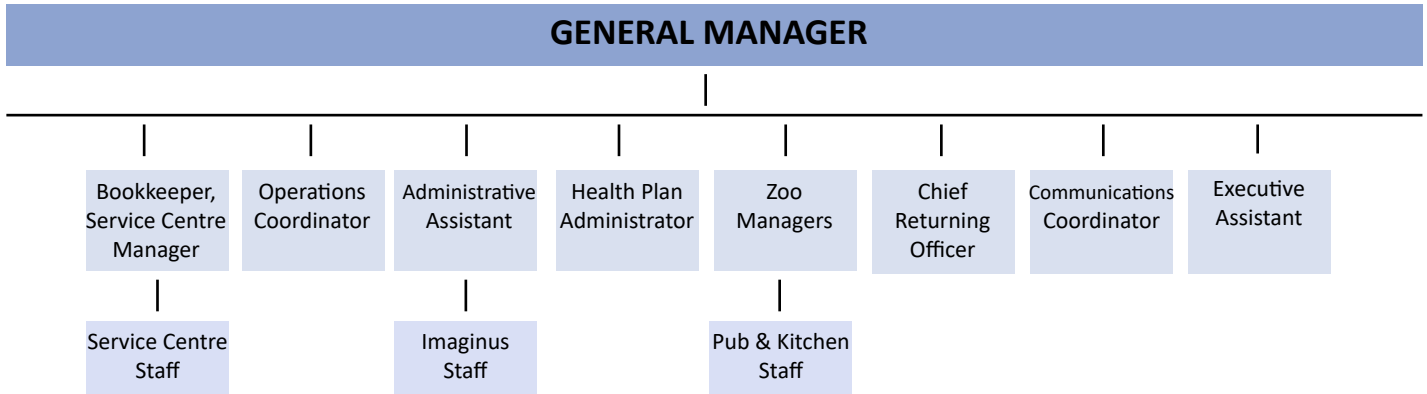 GENERAL MANAGER
Bookkeeper,
Service Centre
Manager
Operations
Coordinator
Administrative
Assistant
Health Plan
Administrator
Zoo
Managers
Chief
Returning
Officer
Communications
Coordinator
Executive
Assistant
Service Centre
Staff
Imaginus
Staff
Pub & Kitchen
Staff